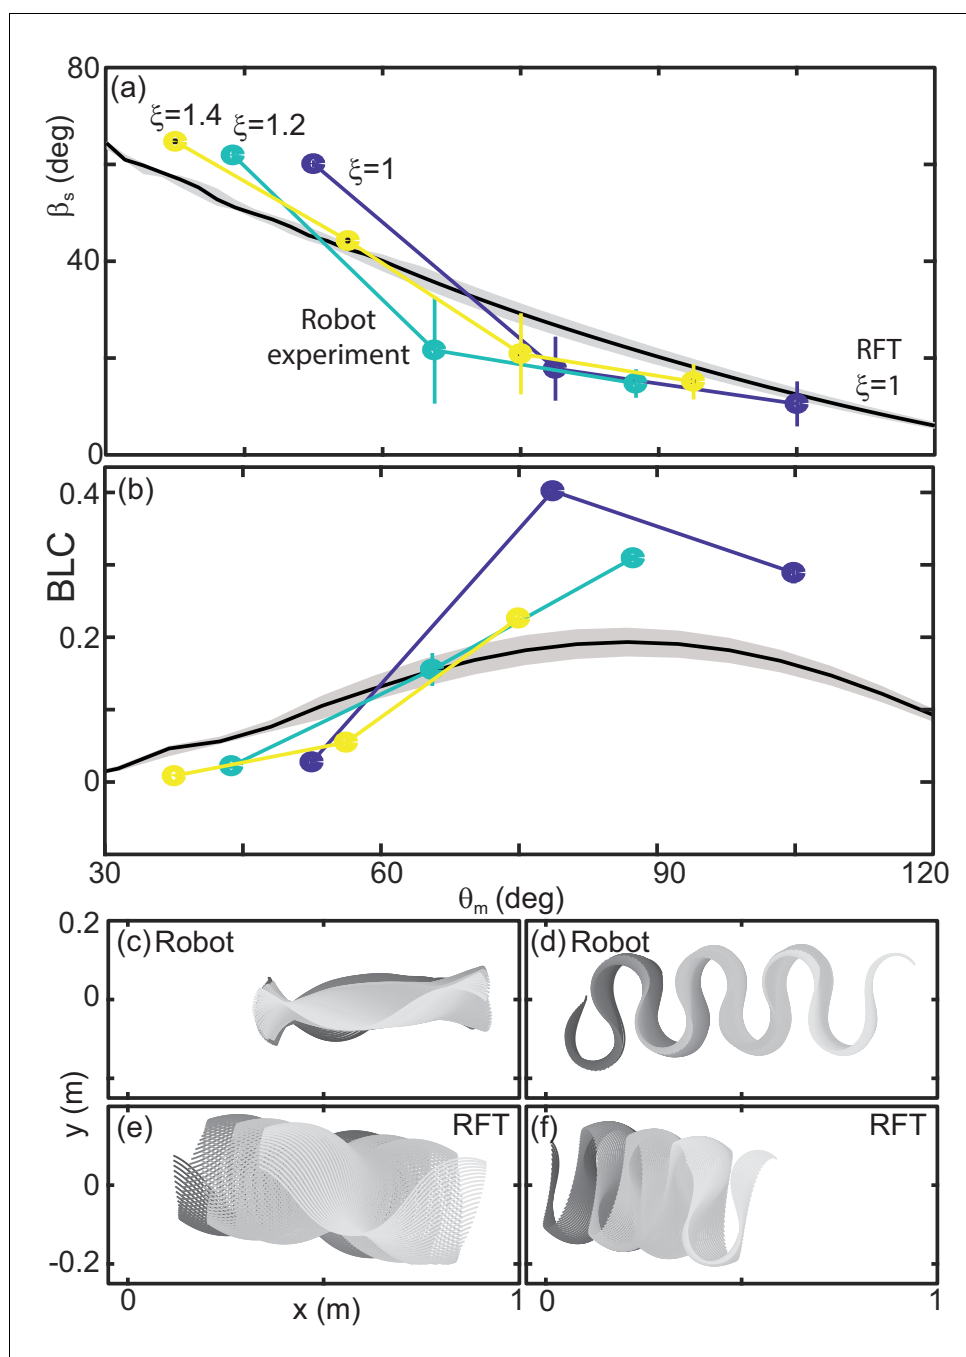 80
(a)
ξ=1.4
ξ=1.2
ξ=1
βs (deg)
40
Robot
experiment
RFT
ξ=1
0
(b)
0.4
BLC
0.2
0
30
60
90
120
θm (deg)
0.2
(c) Robot
(d) Robot
0
y (m)
(e)
RFT
(f)
RFT
0
-0.2
0
x (m)
1
0
1